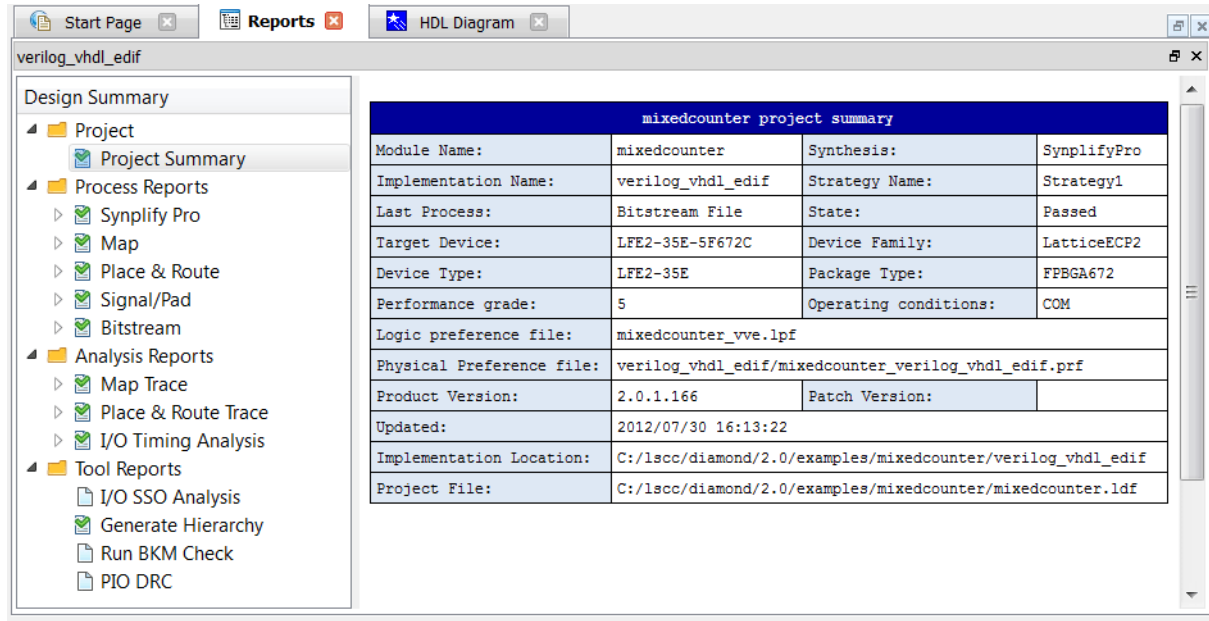 Start Page Reports HDL Diagram
verilog_vhdl_edif
Design Summary
Project
Project Summary
Process Reports
Synplify Pro
Map
Place & Route
Signal/Pad
Bitstream
Analysis Reports
Map Trace
Place & Route Trace
I/O Timing Analysis
Tool Reports
I/O SSO Analysis
Generate Hierarchy
Run BKM Check
PIO DRC
mixedcounter project summary
Module Name: mixedcounter Synthesis: SynplifyPro
Implementation Name: verilog_vhdl_edif Strategy Name: Strategy1
Last Process: Bitstream File State: Passed
Target Device: LFE2-35E-5F672C Device Family: LatticeECP2
Device Type: LFE2-35E Package Type: FPBGA672
Performance grade: 5 Operating conditions: COM
Logic preference file: mixedcounter_vve.lpf
Physical Preference file: verilog_vhdl_edif/mixedcounter_verilog_vhdl_edif.prf
Product Version: 2.0.1.166 Patch Version:
Updated: 2012/07/30 16:13:22
Implementation Location: C:/lscc/diamond/2.0/examples/mixedcounter/verilog_vhdl_edif
Project File: C:/lscc/diamond/2.0/examples/mixedcounter/mixedcounter.ldf